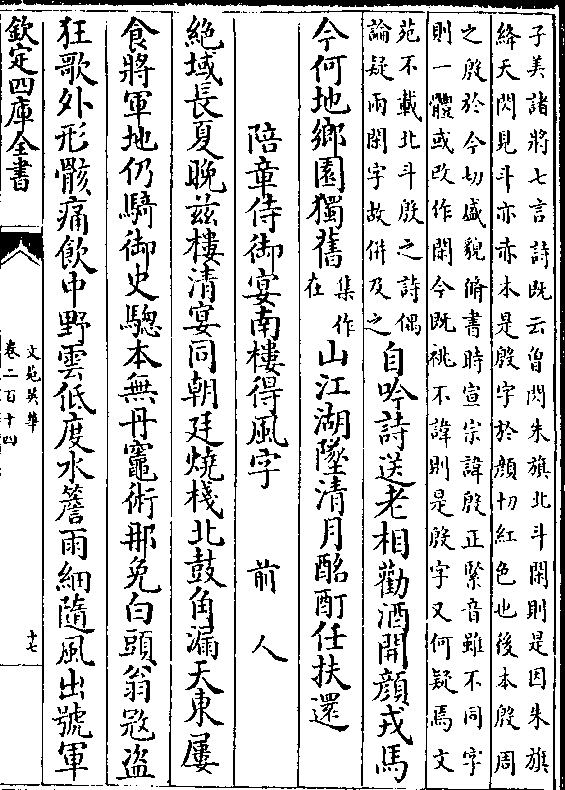 子美諸將七言詩既云曾閃朱旗北斗閑則是因朱旗
絳天閃見斗亦赤本是殷字於顔切紅色也後本殷周
之殷於今切盛貌脩書時宣宗諱殷正緊音雖不同字
則一體或改作閑今既祧不諱則是殷字又何疑焉文
苑不載北斗殷之詩偶
論疑兩閑字故併及之
自吟詩送老相勸酒開顔戎馬
今何地鄉園獨舊
集作
在
山江湖墜清月酩酊任扶還
陪章侍御宴南樓得風字 前人
絶域長夏晚茲樓清宴同朝廷燒棧北鼓角漏天東屢
食將軍地仍騎御史驄本無丹竈術那免白頭翁冦盜
狂歌外形骸痛飲中野雲低度水簷雨細隨風出號軍
欽定四庫全書
文苑英華
卷二百十四
十七